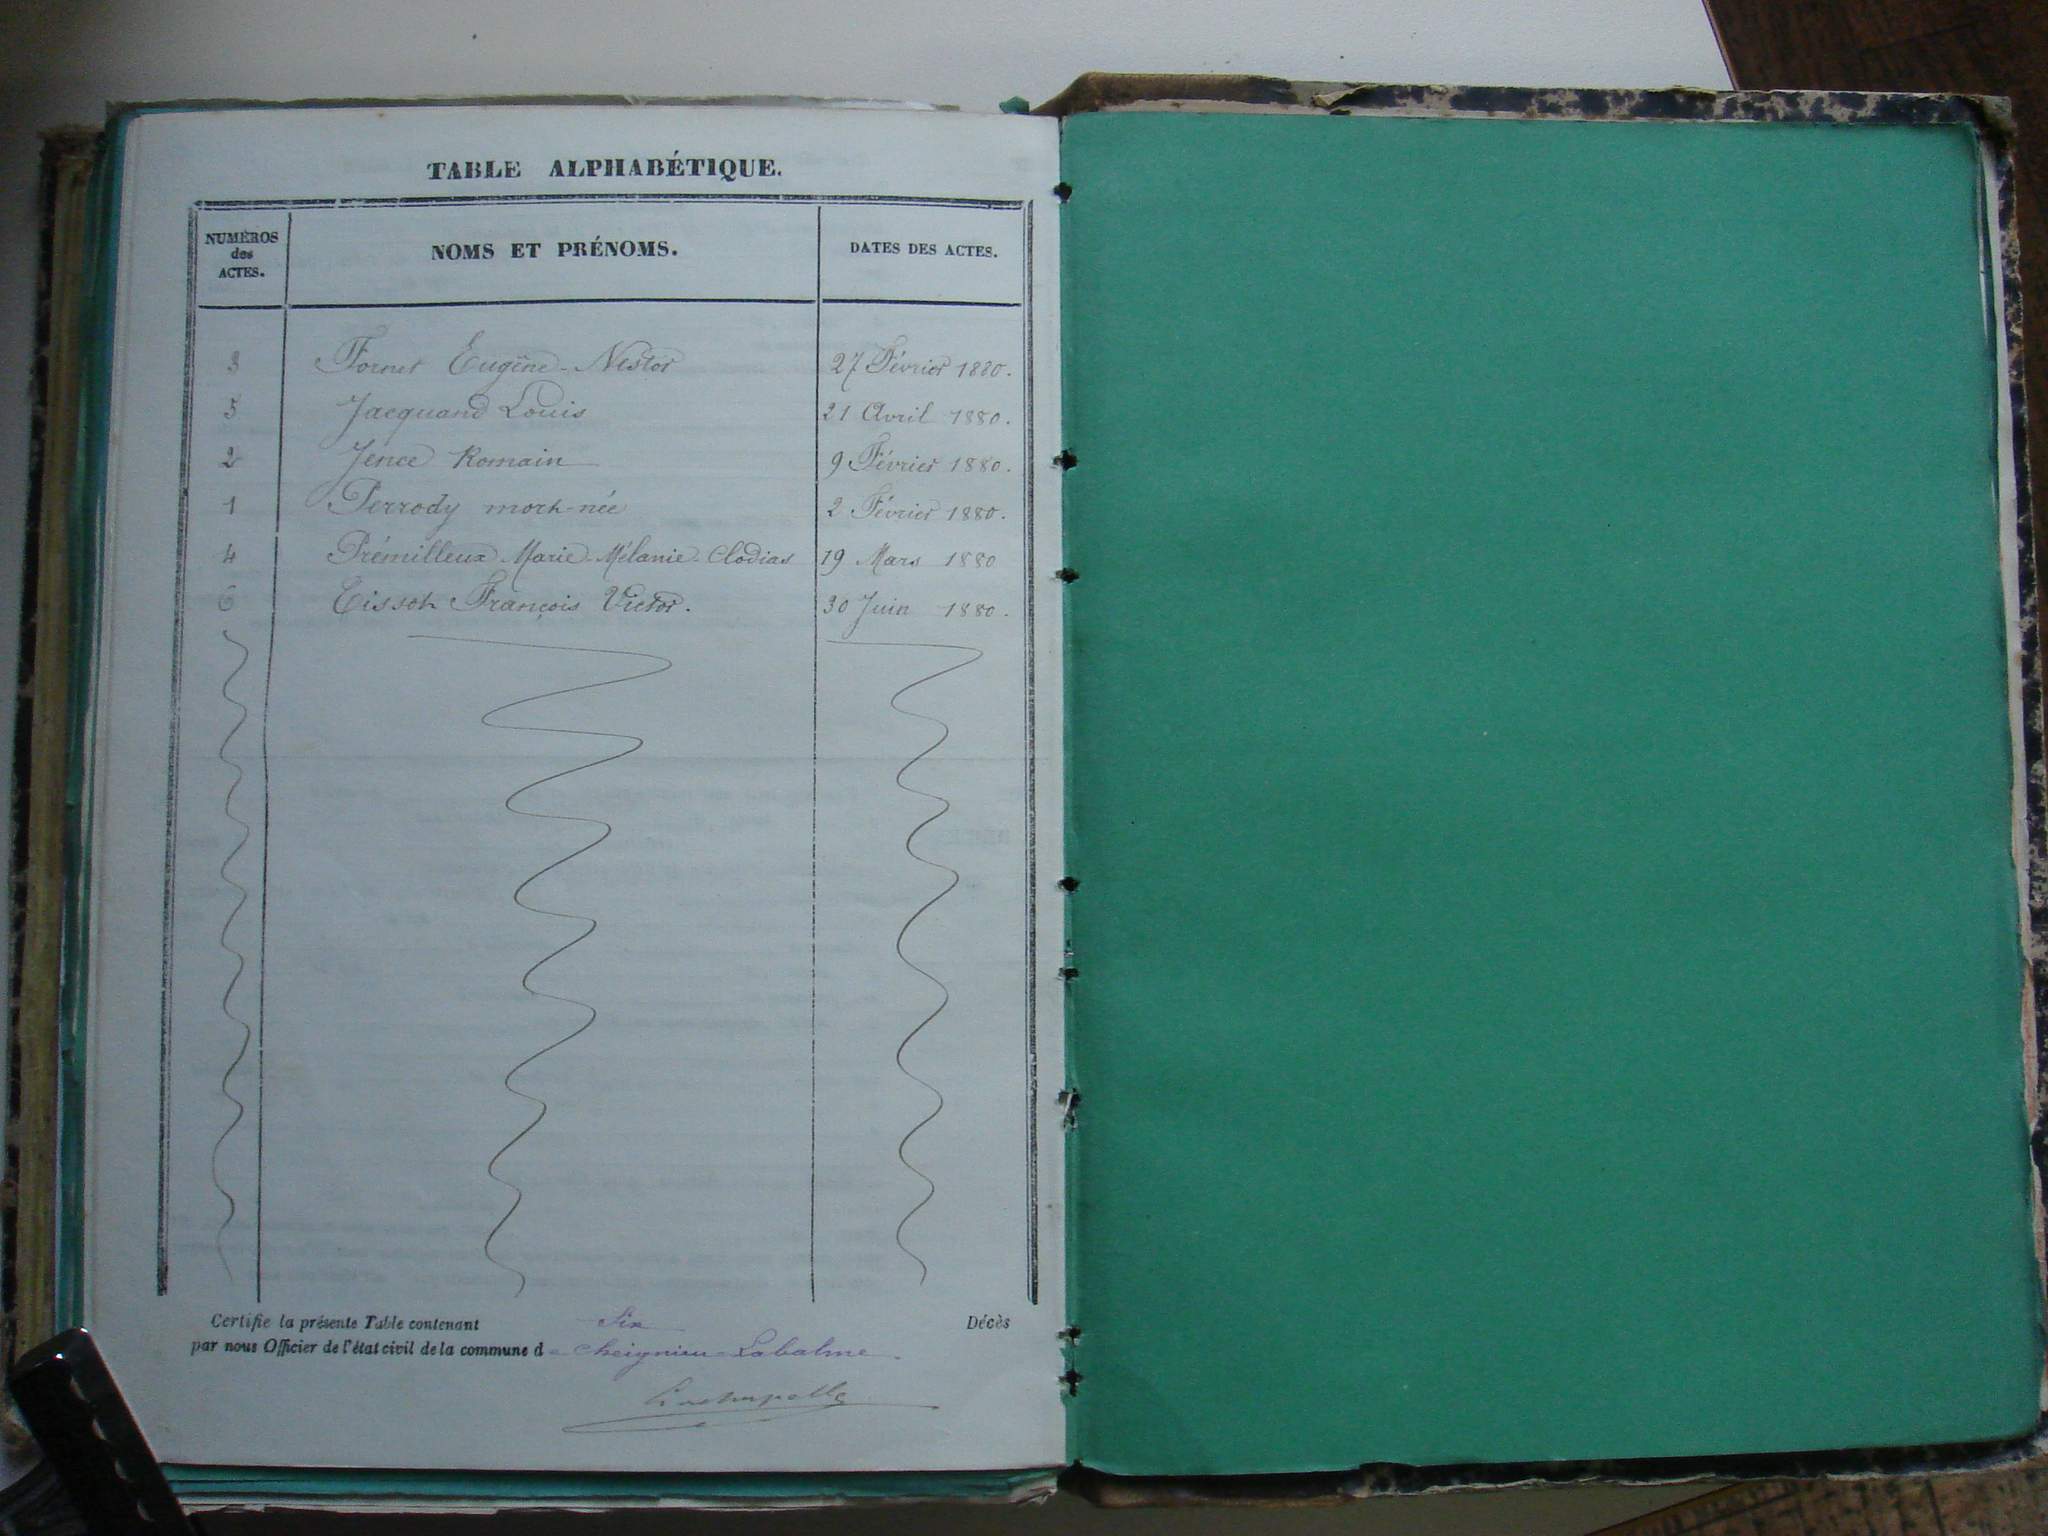 TABLE ALPHABÉTIQUE.
NUMÉROS des ACTES. NOMS ET PRÉNOMS. DATES DES ACTES.
3 Fornet Eugène-Nestor 27 Février 1880.
5 Jacquand Louis 21 Avril 1880.
2 Jence Romain 9 Février 1880.
1 Perrody mort-née 2 Février 1880.
4 Prémilleux Marie-Mélanie-Clodias 19 Mars 1880
6 Tissot François Victor. 30 Juin 1880.
Certifie la présente Table contenant Six Décès
par nous Officier de l'état civil de la commune de Cheignieu-Labalme.